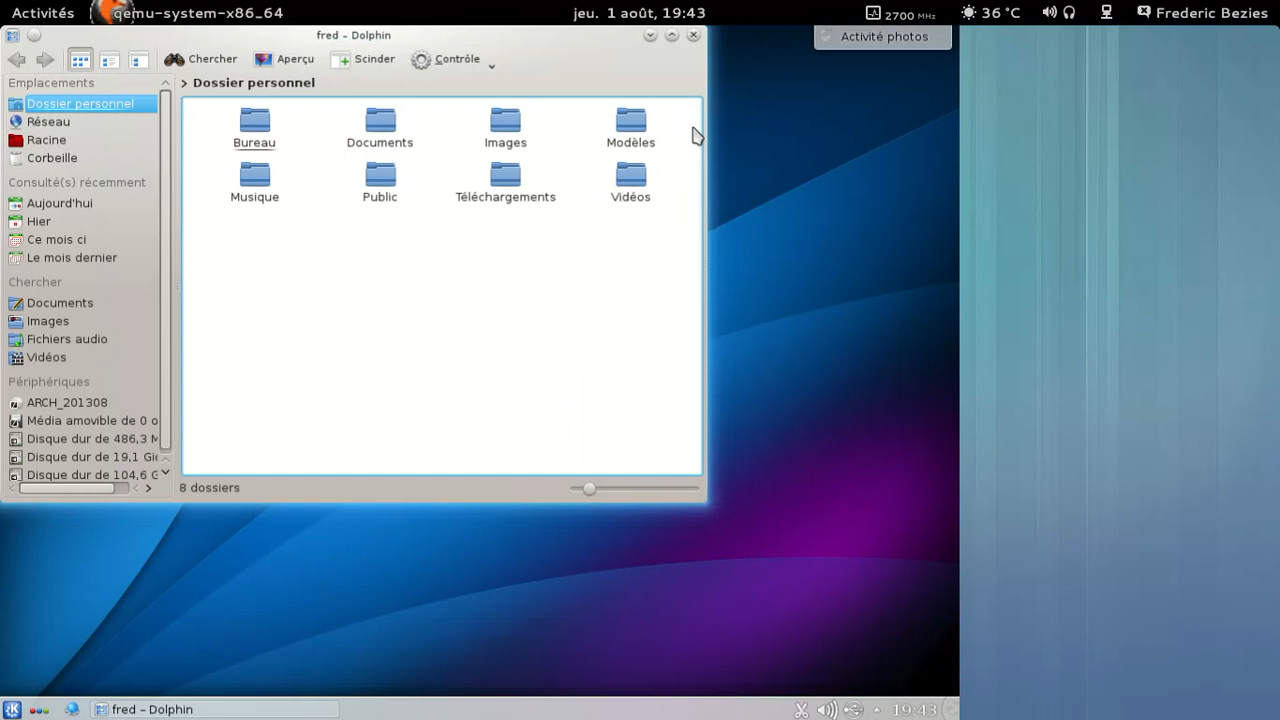 Activités
qemu-system-x86_64
jeu. 1 août, 19:43
2700 MHz
36 °C
Frederic Bezies
fred – Dolphin
Activité photos
Chercher
Aperçu
Scinder
Contrôle
Emplacements
Dossier personnel
Réseau
Racine
Corbeille
Consulté(s) récemment
Aujourd'hui
Hier
Ce mois ci
Le mois dernier
Chercher
Documents
Images
Fichiers audio
Vidéos
Périphériques
ARCH_201308
Média amovible de 0 o
Disque dur de 486,3 M
Disque dur de 19,1 Gio
Disque dur de 104,6 G
> Dossier personnel
Bureau
Documents
Images
Modèles
Musique
Public
Téléchargements
Vidéos
8 dossiers
fred – Dolphin
19:43